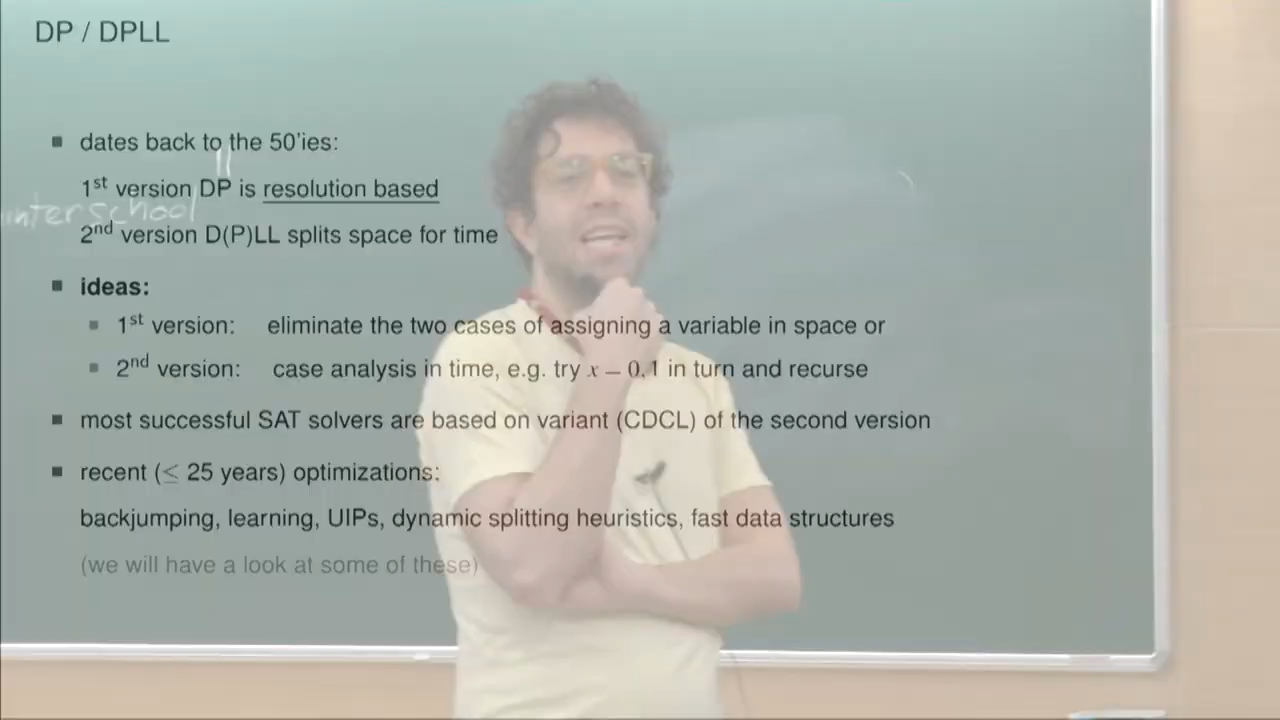 DP / DPLL
dates back to the 50'ies:
1st version DP is resolution based
2nd version D(P)LL splits space for time
ideas:
1st version: eliminate the two cases of assigning a variable in space or
2nd version: case analysis in time, e.g. try x = 0,1 in turn and recurse
most successful SAT solvers are based on variant (CDCL) of the second version
recent (≤ 25 years) optimizations:
backjumping, learning, UIPs, dynamic splitting heuristics, fast data structures
(we will have a look at some of these)